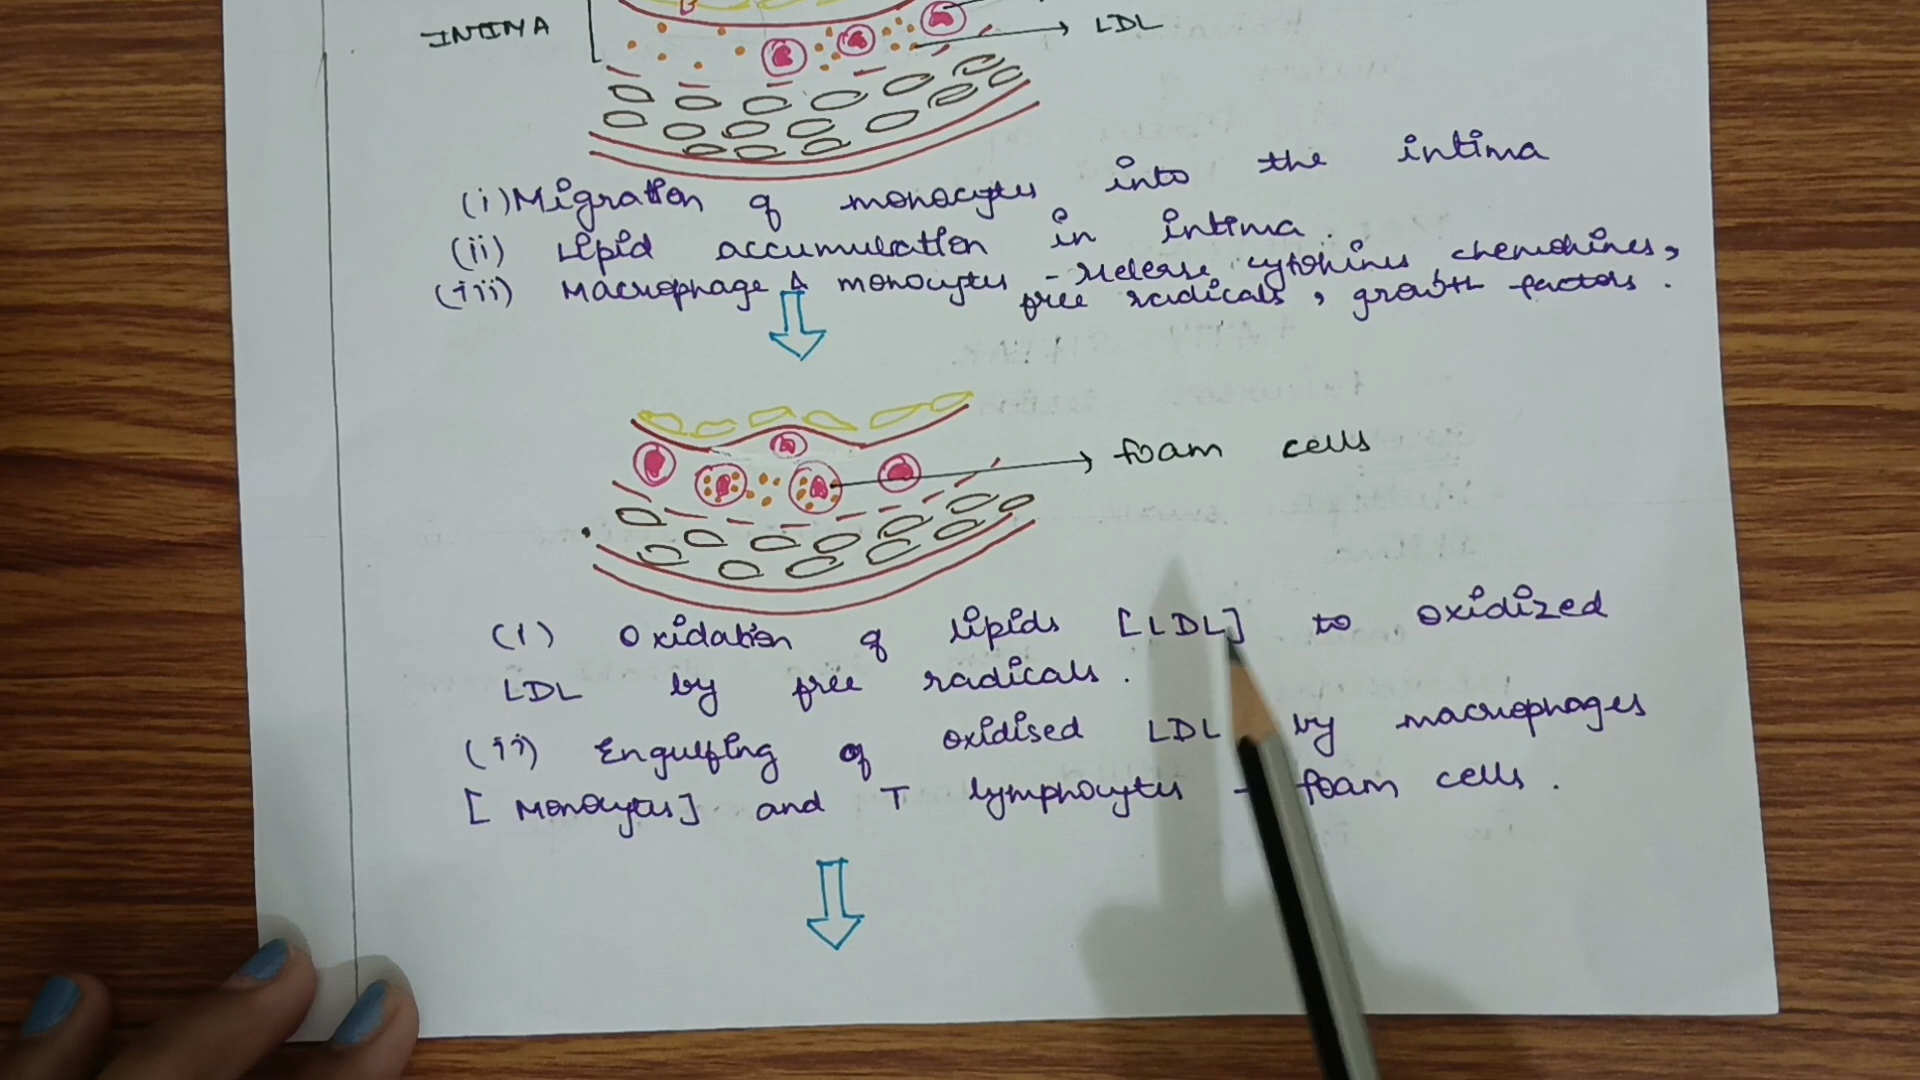 INTIMA
LDL
(i) Migration of monocytes into the intima
(ii) Lipid accumulation in intima.
(iii) Macrophage & monocytes - release cytokines chemokines,
free radicals, growth factors.
foam cells
(i) Oxidation of lipids [LDL] to oxidized
LDL by free radicals.
(ii) Engulfing of oxidised LDL by macrophages
[Monocytes] and T lymphocytes - foam cells.